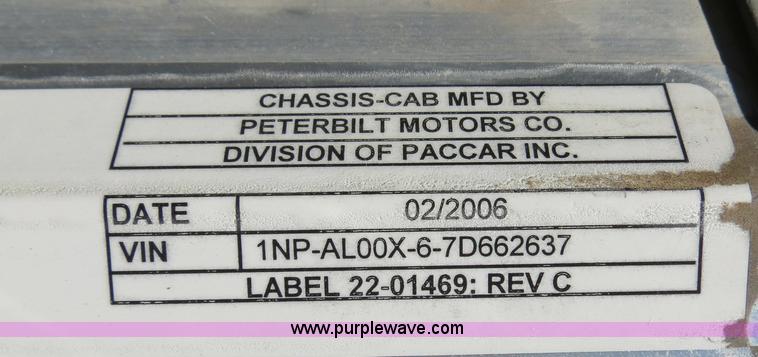 CHASSIS-CAB MFD BY
PETERBILT MOTORS CO.
DIVISION OF PACCAR INC.
DATE 02/2006
VIN 1NP-AL00X-6-7D662637
LABEL 22-01469: REV C
www.purplewave.com